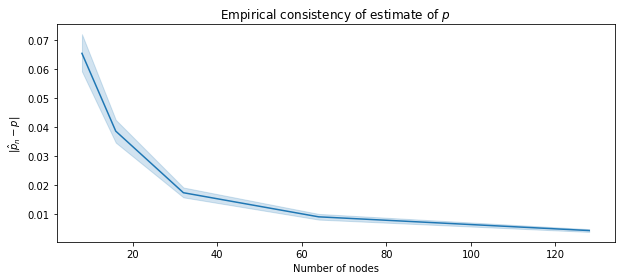 Empirical consistency of estimate of p
|p̂ₙ − p|
0.07
0.06
0.05
0.04
0.03
0.02
0.01
20 40 60 80 100 120
Number of nodes